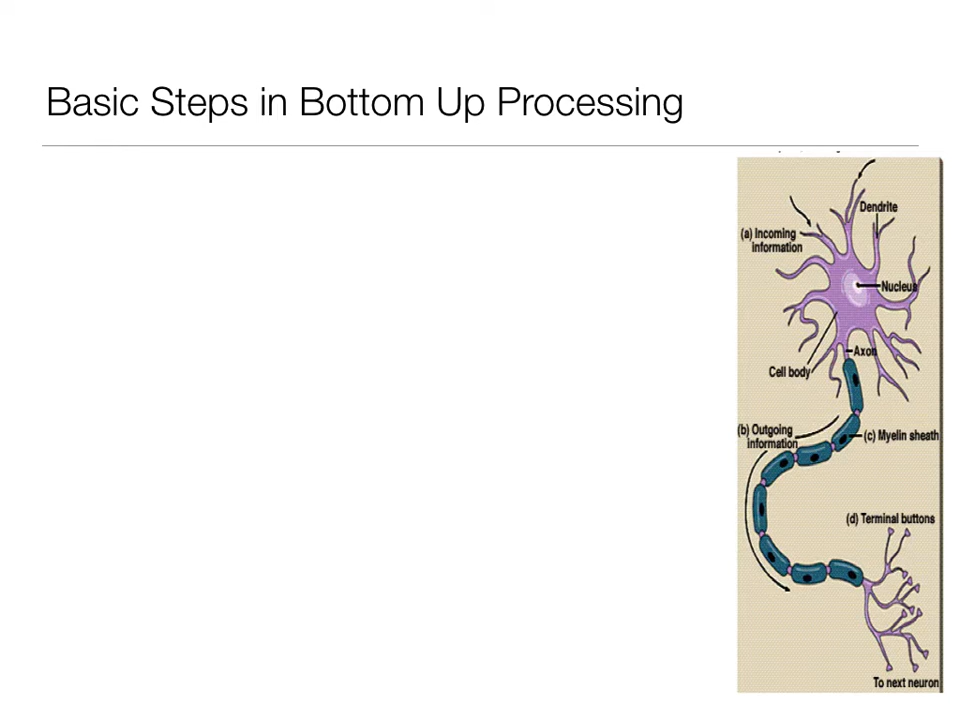 Basic Steps in Bottom Up Processing
Dendrite
(a) Incoming
information
Nucleus
Axon
Cell body
(b) Outgoing
information
(c) Myelin sheath
(d) Terminal buttons
To next neuron